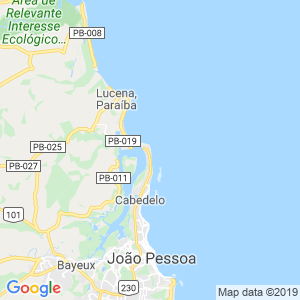 Área de
Relevante
Interesse
Ecológico...
PB-008
Lucena,
Paraíba
PB-019
PB-025
PB-027
PB-011
Cabedelo
101
João Pessoa
Bayeux
230
Google
Map data ©2019